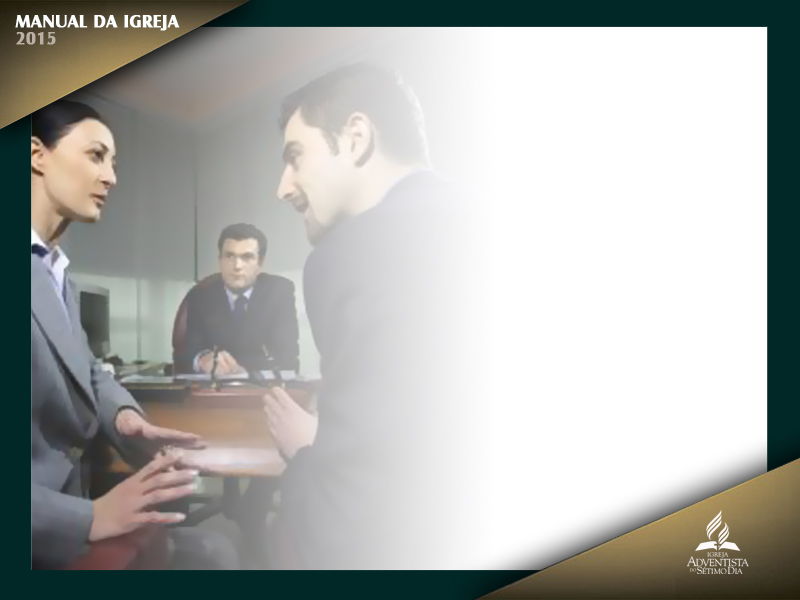 MANUAL DA IGREJA
2015
IGREJA
ADVENTISTA
DO SÉTIMO DIA